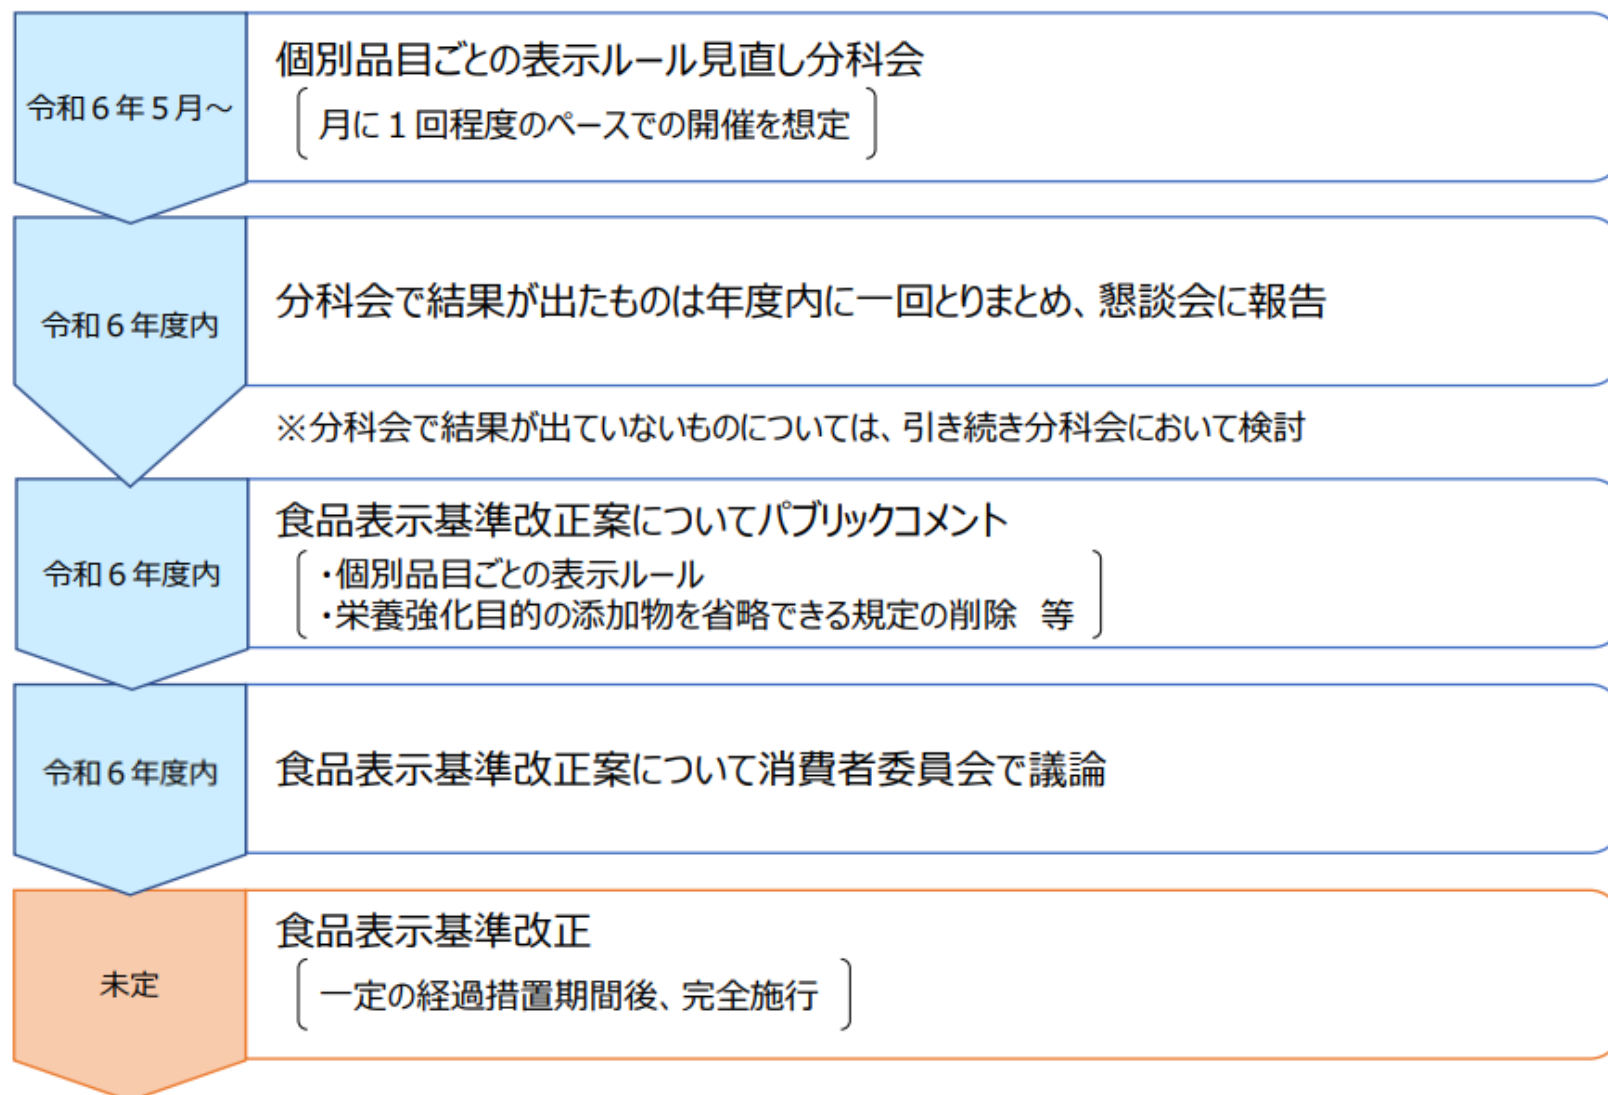 令和６年５月～
個別品目ごとの表示ルール見直し分科会
月に１回程度のペースでの開催を想定
令和６年度内
分科会で結果が出たものは年度内に一回とりまとめ、懇談会に報告
※分科会で結果が出ていないものについては、引き続き分科会において検討
令和６年度内
食品表示基準改正案についてパブリックコメント
・個別品目ごとの表示ルール
・栄養強化目的の添加物を省略できる規定の削除　等
令和６年度内
食品表示基準改正案について消費者委員会で議論
未定
食品表示基準改正
一定の経過措置期間後、完全施行